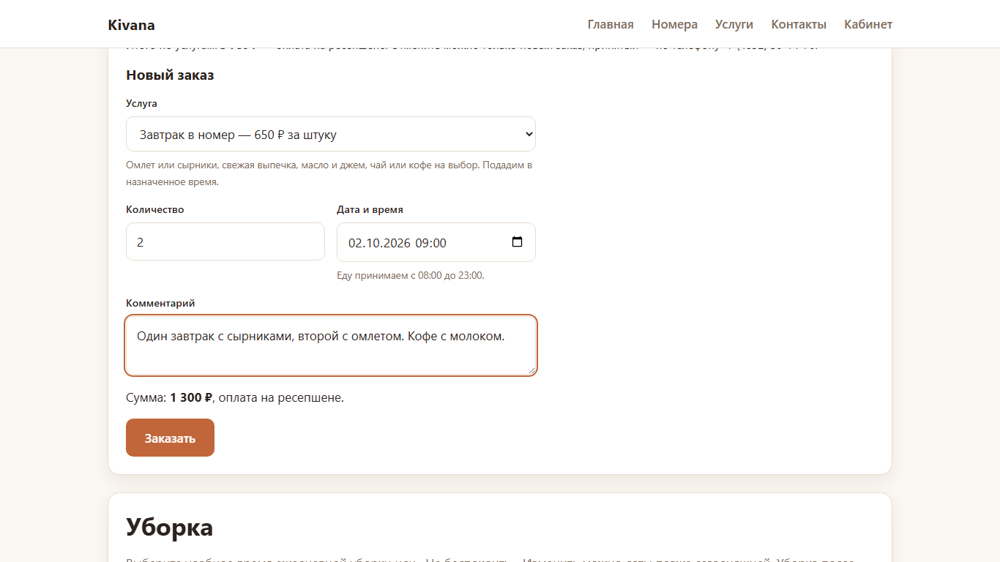 Kivana
Главная Номера Услуги Контакты Кабинет
Новый заказ
Услуга
Завтрак в номер — 650 ₽ за штуку
Омлет или сырники, свежая выпечка, масло и джем, чай или кофе на выбор. Подадим в
назначенное время.
Количество
Дата и время
2
02.10.2026 09:00
Еду принимаем с 08:00 до 23:00.
Комментарий
Один завтрак с сырниками, второй с омлетом. Кофе с молоком.
Сумма: 1 300 ₽, оплата на ресепшене.
Заказать
Уборка